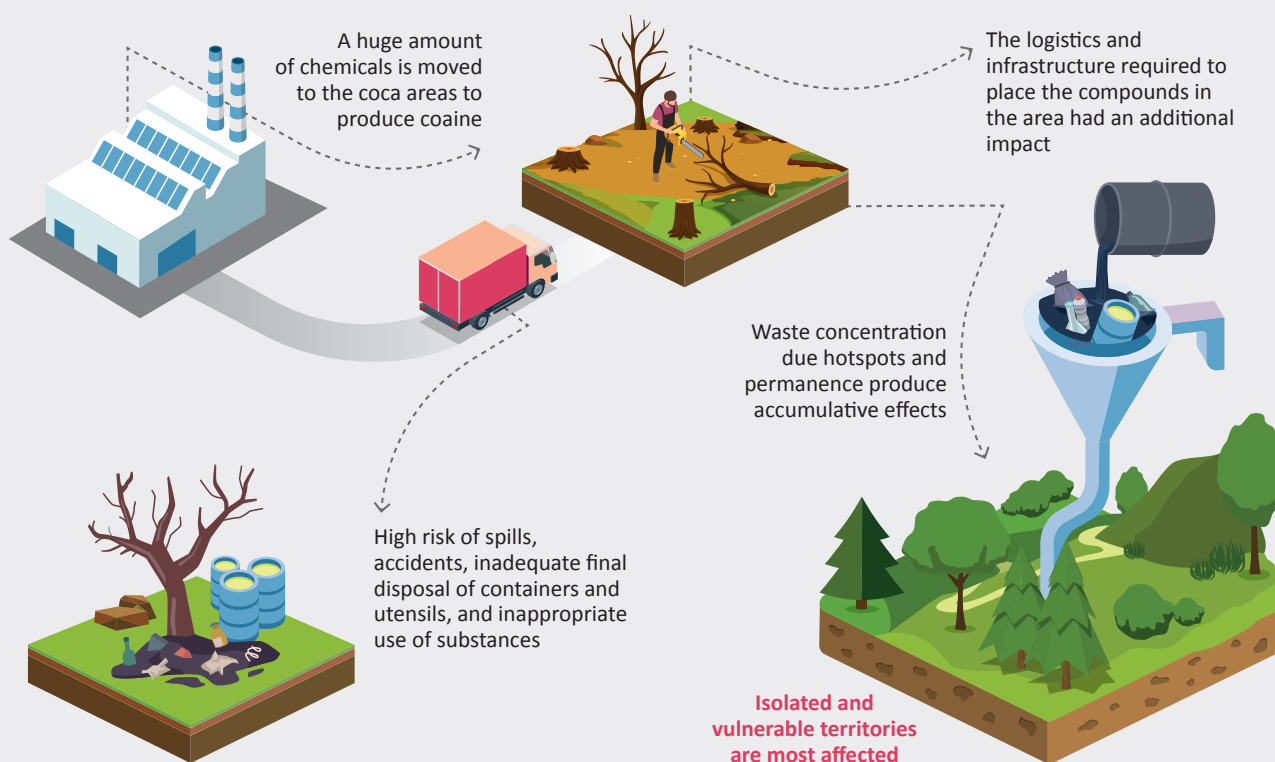 A huge amount
of chemicals is moved
to the coca areas to
produce coaine
The logistics and
infrastructure required to
place the compounds in
the area had an additional
impact
Waste concentration
due hotspots and
permanence produce
accumulative effects
High risk of spills,
accidents, inadequate final
disposal of containers and
utensils, and inappropriate
use of substances
Isolated and
vulnerable territories
are most affected